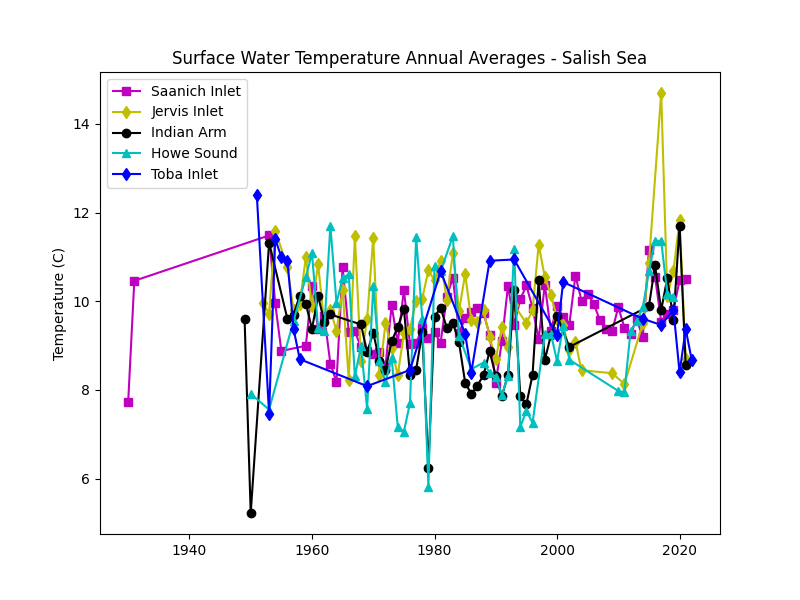 Surface Water Temperature Annual Averages - Salish Sea
Saanich Inlet
Jervis Inlet
Indian Arm
Howe Sound
Toba Inlet
Temperature (C)
14
12
10
8
6
1940
1960
1980
2000
2020